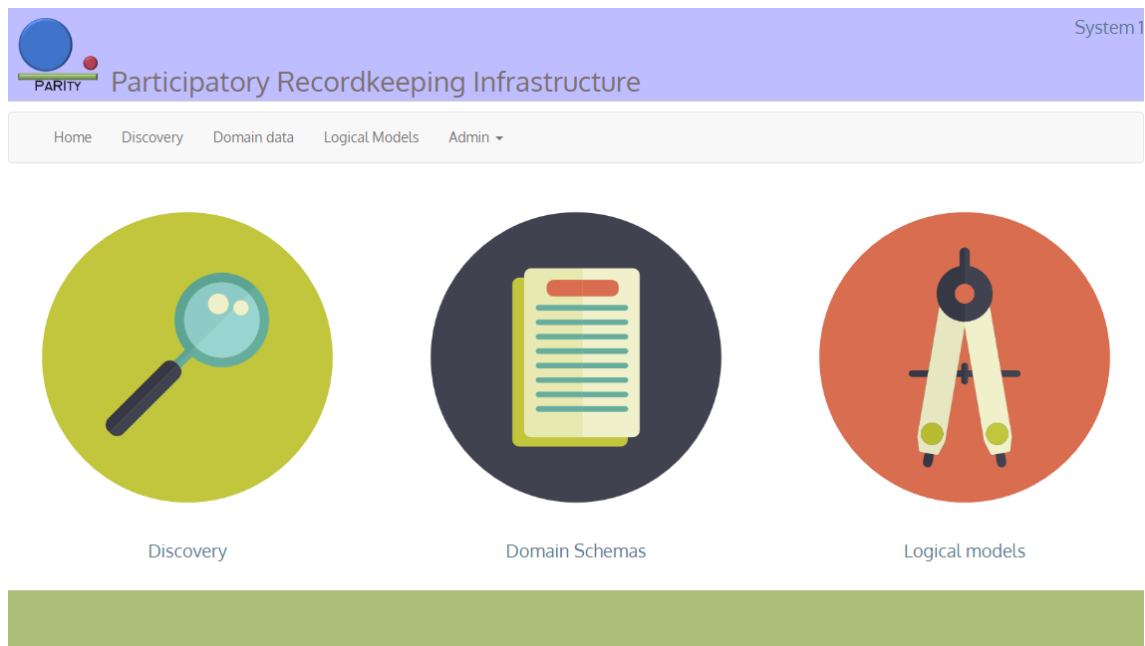 System 1
PARITY
Participatory Recordkeeping Infrastructure
Home Discovery Domain data Logical Models Admin
Discovery Domain Schemas Logical models